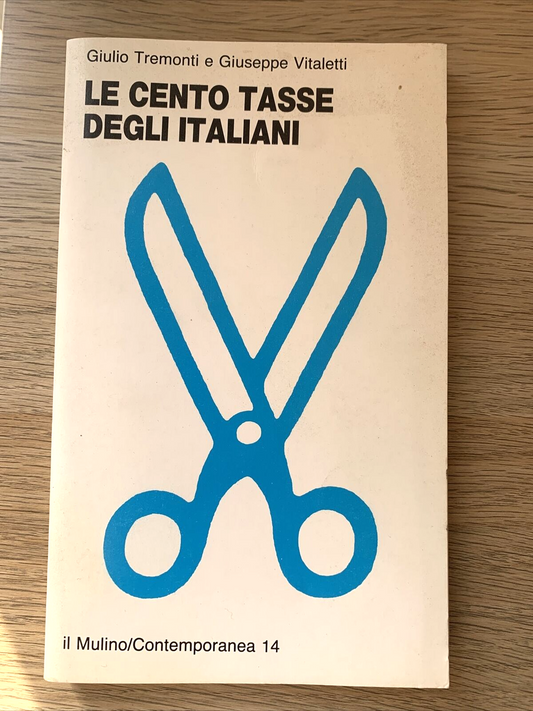 Giulio Tremonti e Giuseppe Vitaletti
LE CENTO TASSE
DEGLI ITALIANI
il Mulino/Contemporanea 14